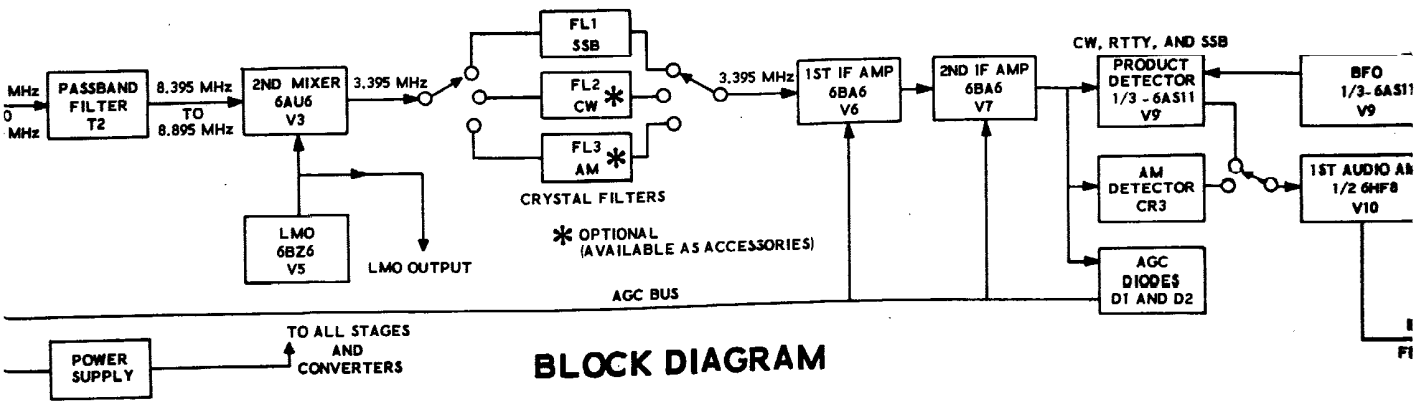 MHz
O
MHz
PASSBAND
FILTER
T2
8.395 MHz
TO
8.895 MHz
2ND MIXER
6AU6
V3
3.395 MHz
FL1
SSB
FL2
CW *
FL3
AM *
CRYSTAL FILTERS
* OPTIONAL
(AVAILABLE AS ACCESSORIES)
3.395 MHz
1ST IF AMP
6BA6
V6
2ND IF AMP
6BA6
V7
CW, RTTY, AND SSB
PRODUCT
DETECTOR
1/3 - 6AS11
V9
BFO
1/3-6AS11
V9
AM
DETECTOR
CR3
1ST AUDIO AM
1/2 6HF8
V10
LMO
6BZ6
V5
LMO OUTPUT
AGC
DIODES
D1 AND D2
AGC BUS
POWER
SUPPLY
TO ALL STAGES
AND
CONVERTERS
BLOCK DIAGRAM